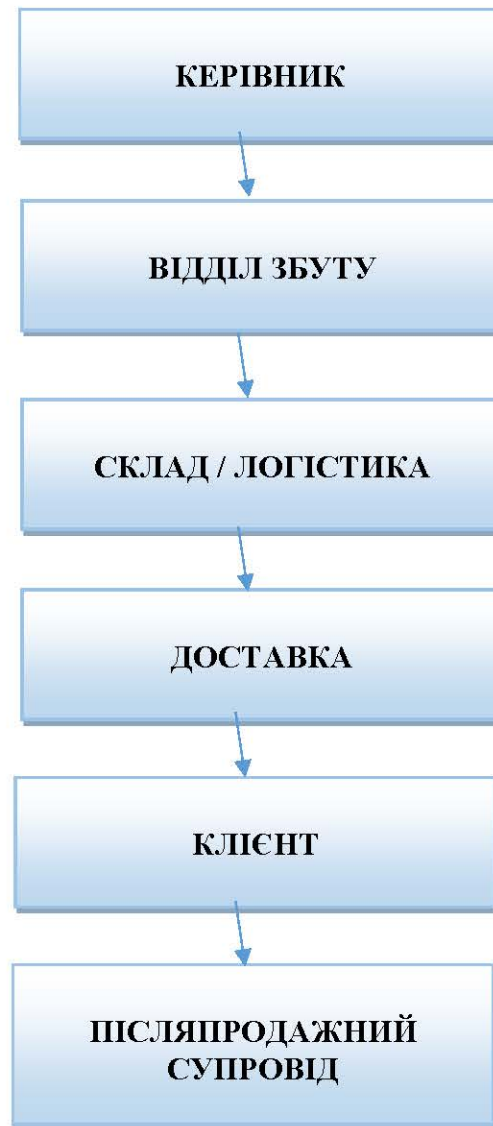 КЕРІВНИК
ВІДДІЛ ЗБУТУ
СКЛАД / ЛОГІСТИКА
ДОСТАВКА
КЛІЄНТ
ПІСЛЯПРОДАЖНИЙ
СУПРОВІД